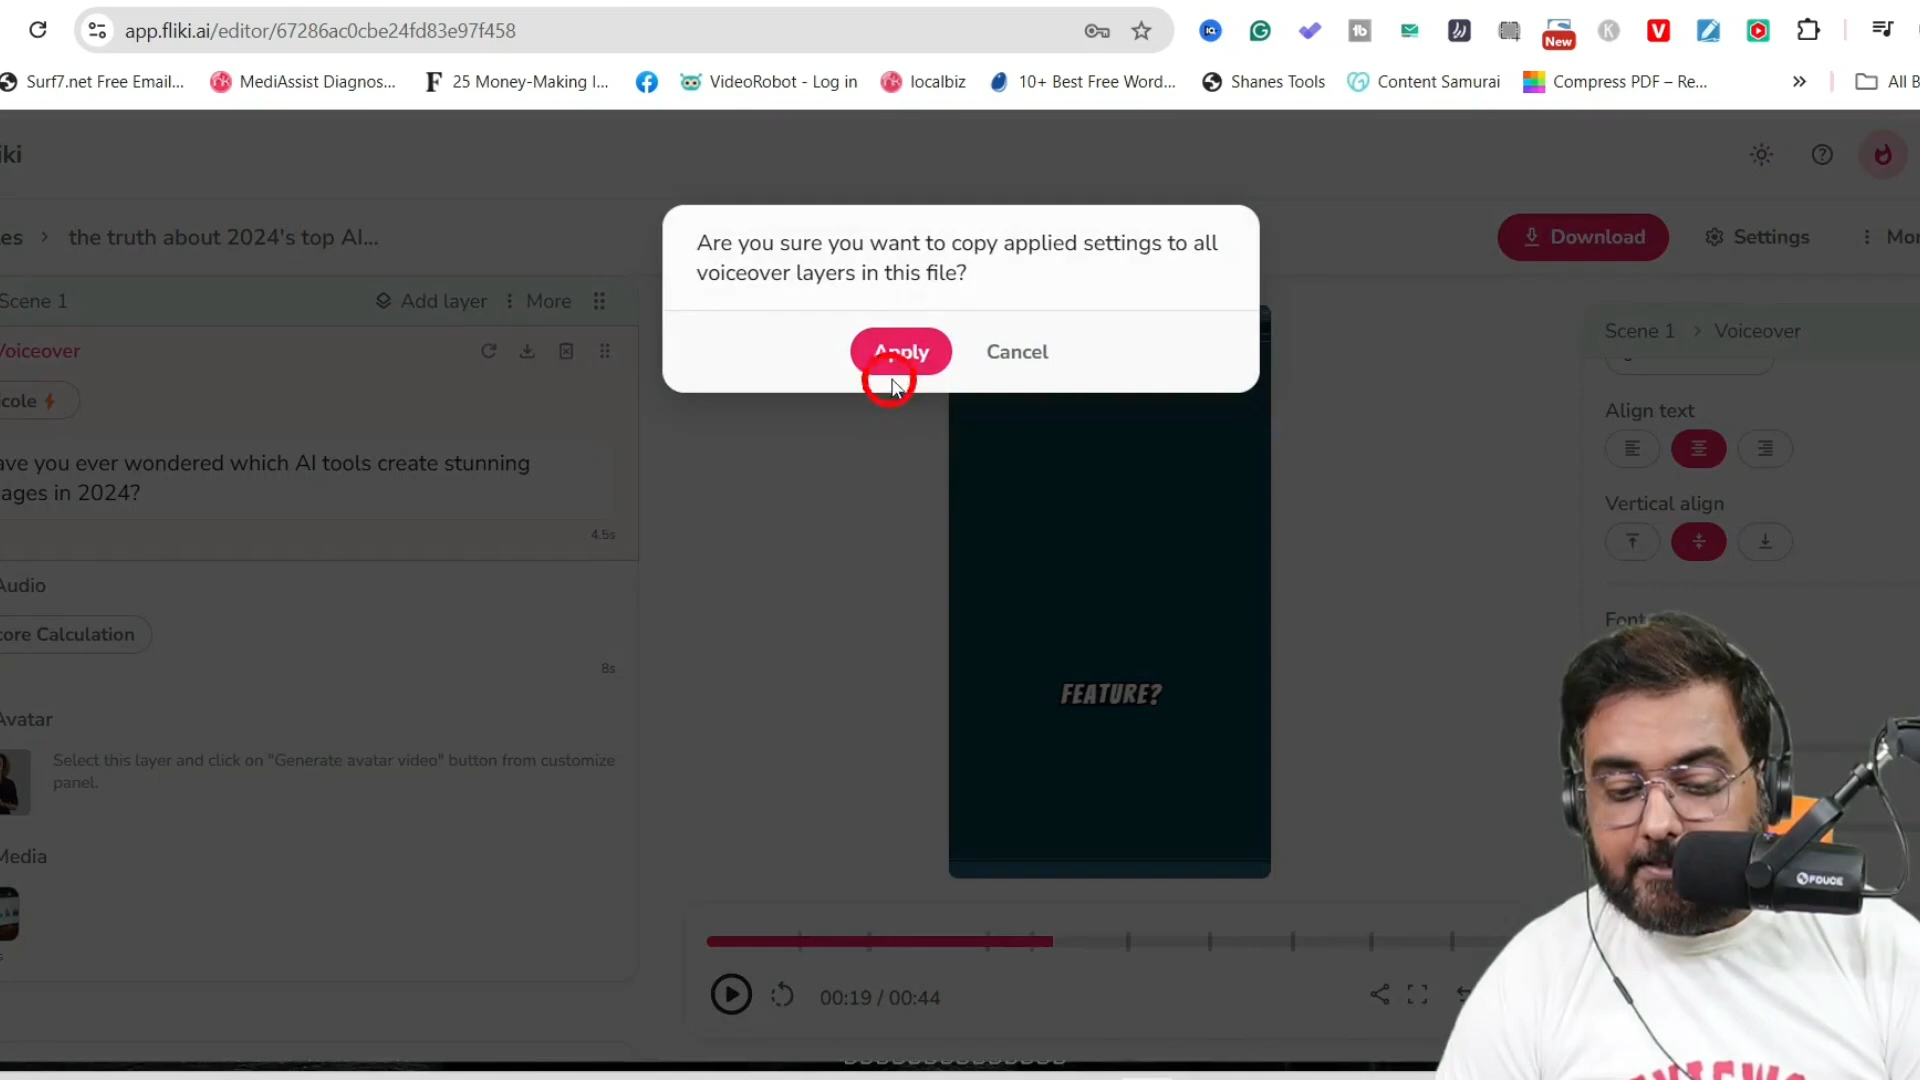 app.fliki.ai/editor/67286ac0cbe24fd83e97f458
New
Surf7.net Free Email...
MediAssist Diagnos...
25 Money-Making I...
VideoRobot - Log in
localbiz
10+ Best Free Word...
Shanes Tools
Content Samurai
Compress PDF – Re...
»
All B
iki
es > the truth about 2024's top AI...
Download
Settings
Mor
Are you sure you want to copy applied settings to all
voiceover layers in this file?
Apply
Cancel
Scene 1
Add layer
More
Voiceover
icole
ave you ever wondered which AI tools create stunning
ages in 2024?
4.5s
Audio
core Calculation
8s
Avatar
Select this layer and click on "Generate avatar video" button from customize
panel.
Media
FEATURE?
00:19 / 00:44
Scene 1 > Voiceover
Align text
Vertical align
Font
FDUCE